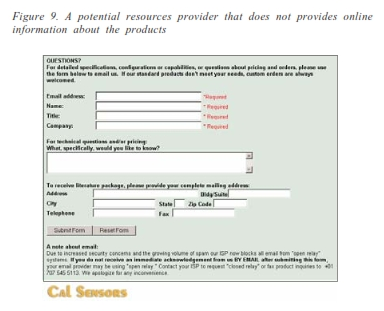 Figure 9. A potential resources provider that does not provides online
information about the products
QUESTIONS?
For detailed specifications, configurations or capabilities, or questions about pricing and orders, please use
the form below to email us. If our standard products don't meet your needs, custom orders are always
welcomed.
Email address: *Required
Name: *Required
Title: *Required
Company: *Required
For technical questions and/or pricing:
What, specifically, would you like to know?
To receive literature package, please provide your complete mailing address:
Address Bldg/Suite
City State Zip Code
Telephone Fax
Submit Form Reset Form
A note about email:
Due to increased security concerns and the growing volume of spam our ISP now blocks all email from "open relay"
systems. If you do not receive an immediate acknowledgement from us BY EMAIL after submitting this form,
your email provider may be using "open relay." Contact your ISP to request "closed relay" or fax product inquiries to +01
707 545 5113. We apologize for any inconvenience.
CAL SENSORS